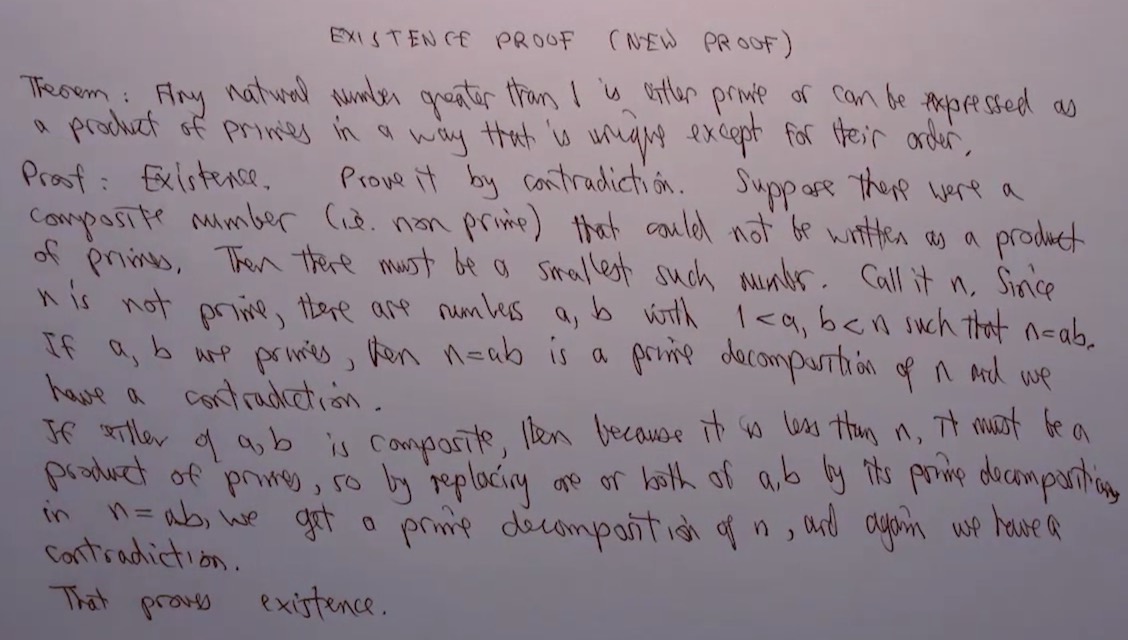 EXISTENCE PROOF (NEW PROOF)
Theorem: Any natural number greater than 1 is either prime or can be expressed as
a product of primes in a way that is unique except for their order.
Proof: Existence. Prove it by contradiction. Suppose there were a
composite number (i.e. non prime) that could not be written as a product
of primes. Then there must be a smallest such number. Call it n. Since
n is not prime, there are numbers a, b with 1<a, b<n such that n=ab.
If a, b are primes, then n=ab is a prime decomposition of n and we
have a contradiction.
If either of a,b is composite, then because it is less than n, it must be a
product of primes, so by replacing one or both of a,b by its prime decomposition
in n=ab, we get a prime decomposition of n, and again we have a
contradiction.
That proves existence.